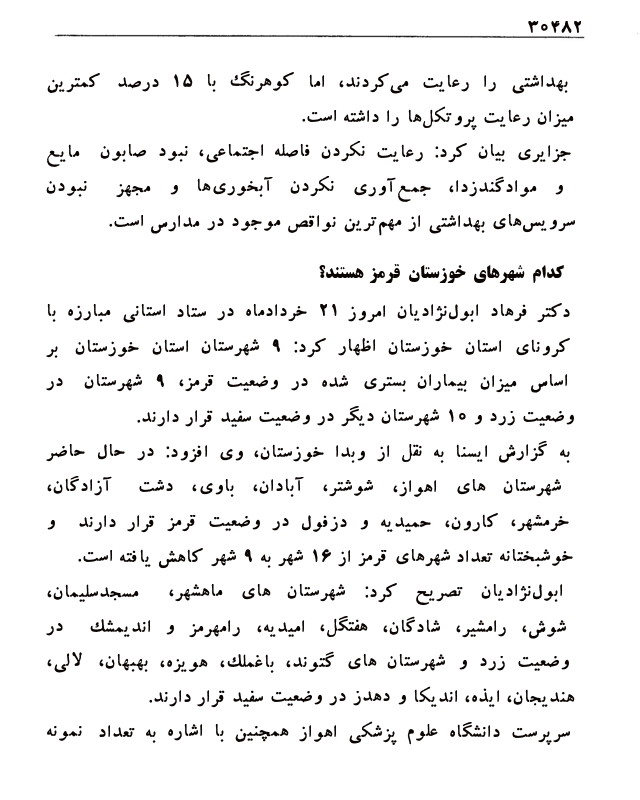 ۳۰۴۸۲
بهداشتی را رعایت می‌کردند، اما کوهرنگ با ۱۵ درصد کمترین
میزان رعایت پروتکل‌ها را داشته است.
جزایری بیان کرد: رعایت نکردن فاصله اجتماعی، نبود صابون مایع
و موادگندزدا، جمع‌آوری نکردن آبخوری‌ها و مجهز نبودن
سرویس‌های بهداشتی از مهم‌ترین نواقص موجود در مدارس است.
کدام شهرهای خوزستان قرمز هستند؟
دکتر فرهاد ابول‌نژادیان امروز ۲۱ خردادماه در ستاد استانی مبارزه با
کرونای استان خوزستان اظهار کرد: ۹ شهرستان استان خوزستان بر
اساس میزان بیماران بستری شده در وضعیت قرمز، ۹ شهرستان در
وضعیت زرد و ۱۰ شهرستان دیگر در وضعیت سفید قرار دارند.
به گزارش ایسنا به نقل از وبدا خوزستان، وی افزود: در حال حاضر
شهرستان های اهواز، شوشتر، آبادان، باوی، دشت آزادگان،
خرمشهر، کارون، حمیدیه و دزفول در وضعیت قرمز قرار دارند و
خوشبختانه تعداد شهرهای قرمز از ۱۶ شهر به ۹ شهر کاهش یافته است.
ابول‌نژادیان تصریح کرد: شهرستان های ماهشهر، مسجدسلیمان،
شوش، رامشیر، شادگان، هفتگل، امیدیه، رامهرمز و اندیمشك در
وضعیت زرد و شهرستان های گتوند، باغملك، هویزه، بهبهان، لالی،
هندیجان، ایذه، اندیکا و دهدز در وضعیت سفید قرار دارند.
سرپرست دانشگاه علوم پزشکی اهواز همچنین با اشاره به تعداد نمونه